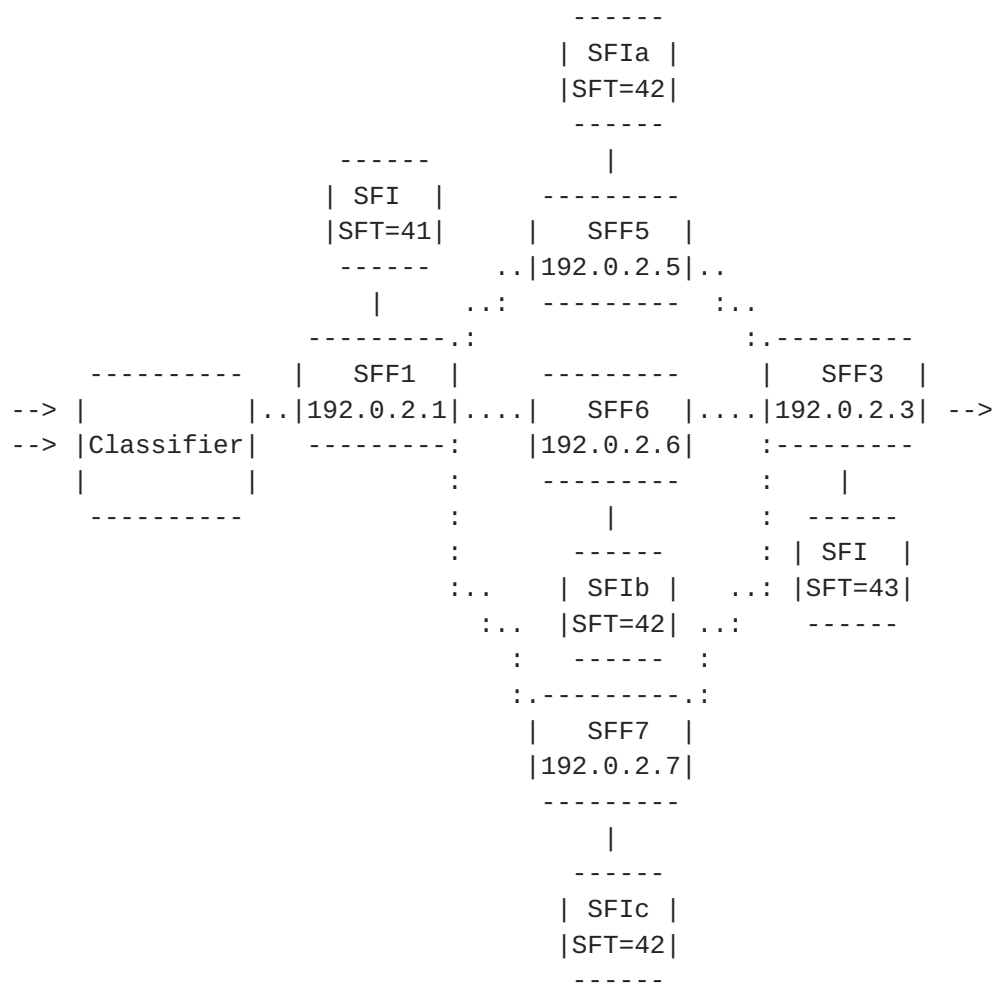 ------
                                   | SFIa |
                                   |SFT=42|
                                    ------
                     ------           |
                    | SFI  |      ---------
                    |SFT=41|     |   SFF5  |
                     ------    ..|192.0.2.5|..
                       |     ..:  ---------  :..
                   ---------.:                 :.---------
     ----------   |   SFF1  |     ---------     |   SFF3  |
--> |          |..|192.0.2.1|....|   SFF6  |....|192.0.2.3| -->
--> |Classifier|   ---------:    |192.0.2.6|    :---------
    |          |            :     ---------     :    |
     ----------             :         |         :  ------
                            :       ------      : | SFI  |
                            :..    | SFIb |   ..: |SFT=43|
                              :..  |SFT=42| ..:    ------
                                :   ------  :
                                :.---------.:
                                 |   SFF7  |
                                 |192.0.2.7|
                                  ---------
                                      |
                                    ------
                                   | SFIc |
                                   |SFT=42|
                                    ------